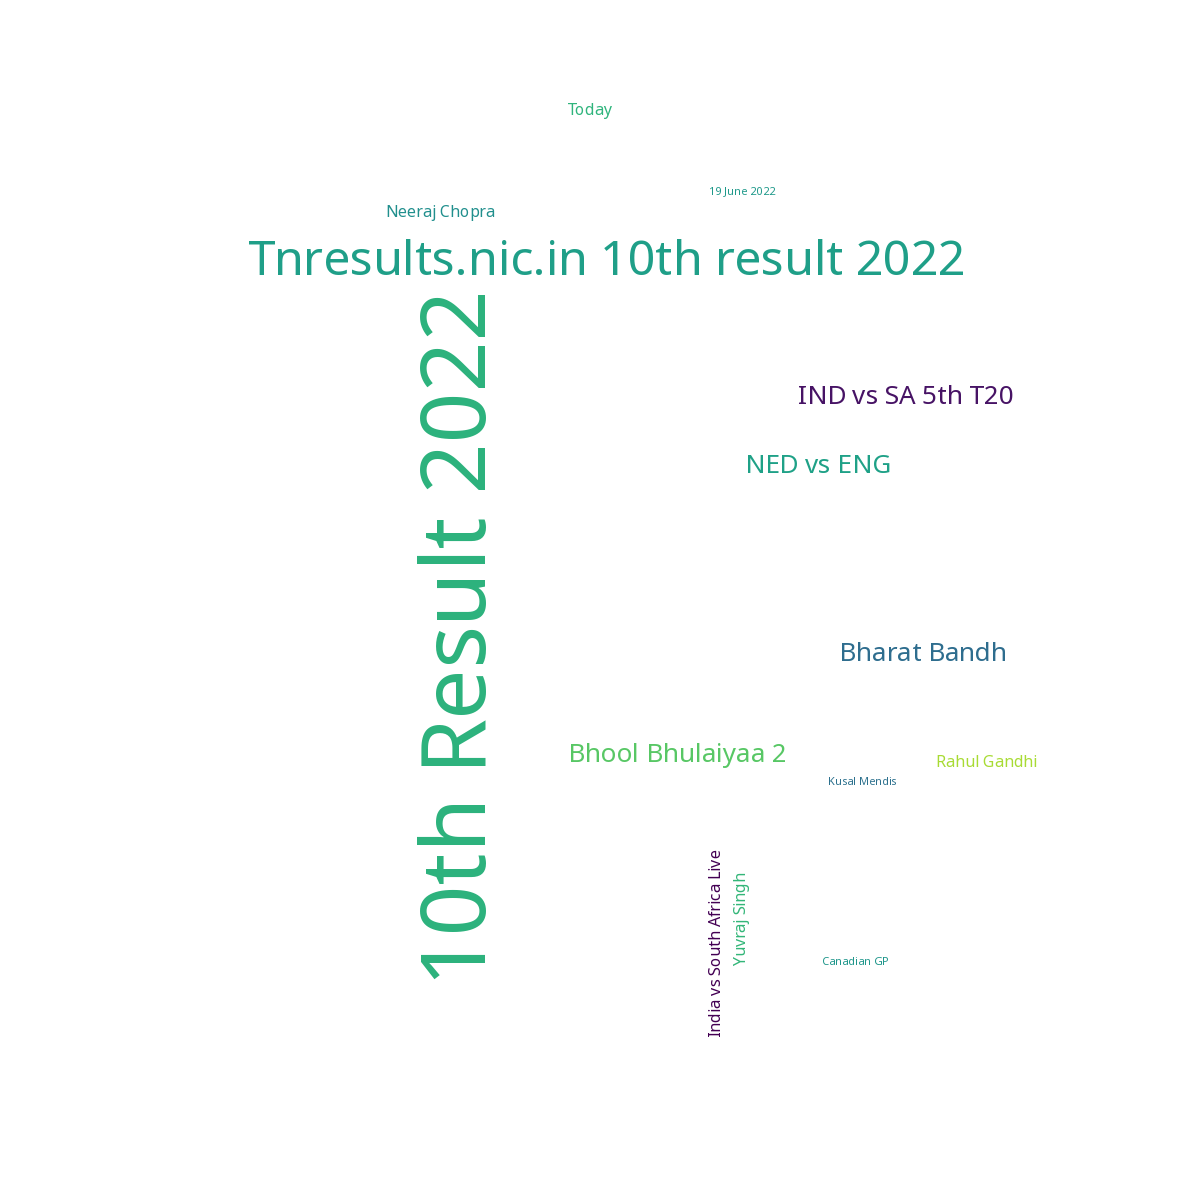 Today
19 June 2022
Neeraj Chopra
Tnresults.nic.in 10th result 2022
10th Result 2022
IND vs SA 5th T20
NED vs ENG
Bharat Bandh
Bhool Bhulaiyaa 2
Rahul Gandhi
Kusal Mendis
India vs South Africa Live
Yuvraj Singh
Canadian GP